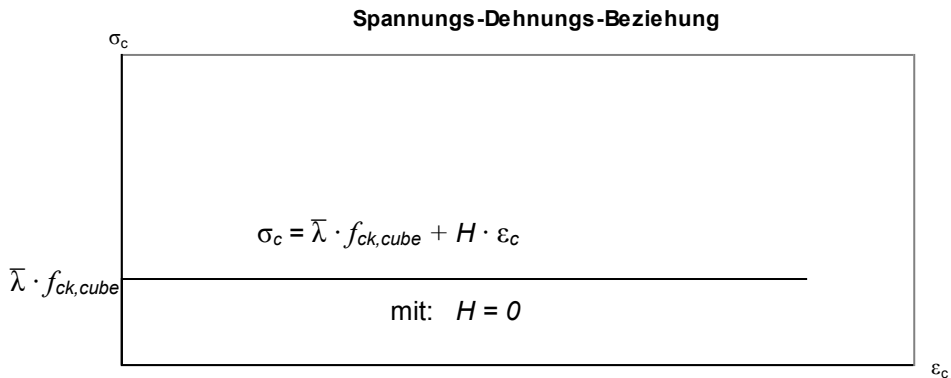 Spannungs-Dehnungs-Beziehung
σc
σc = λ̅ · fck,cube + H · εc
λ̅ · fck,cube
mit: H = 0
εc